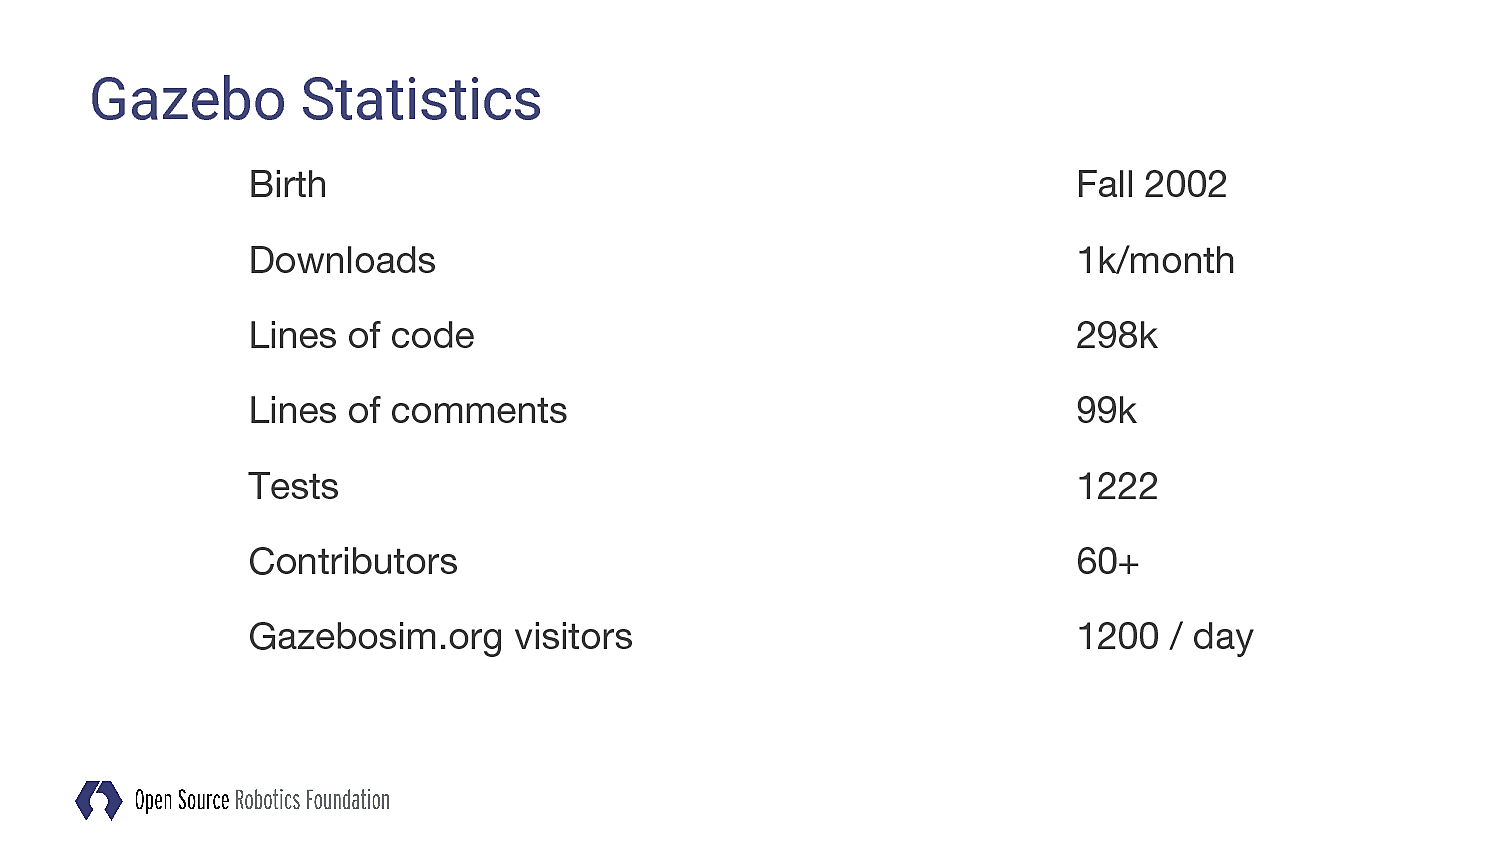 Gazebo Statistics
Birth Fall 2002
Downloads 1k/month
Lines of code 298k
Lines of comments 99k
Tests 1222
Contributors 60+
Gazebosim.org visitors 1200 / day
Open Source Robotics Foundation